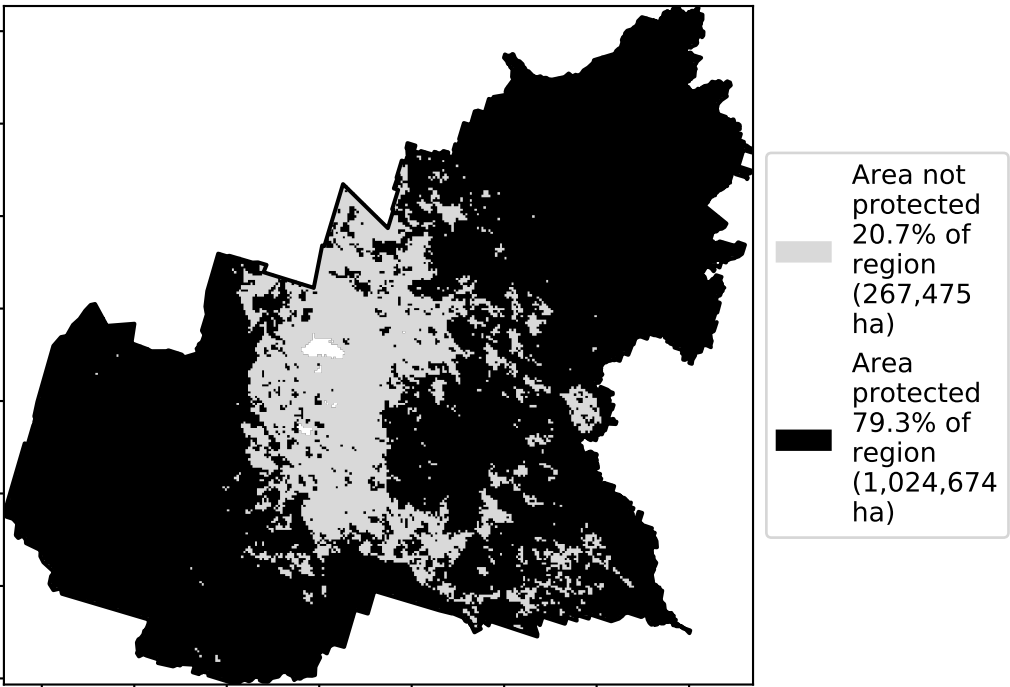 Area not
protected
20.7% of
region
(267,475
ha)
Area
protected
79.3% of
region
(1,024,674
ha)